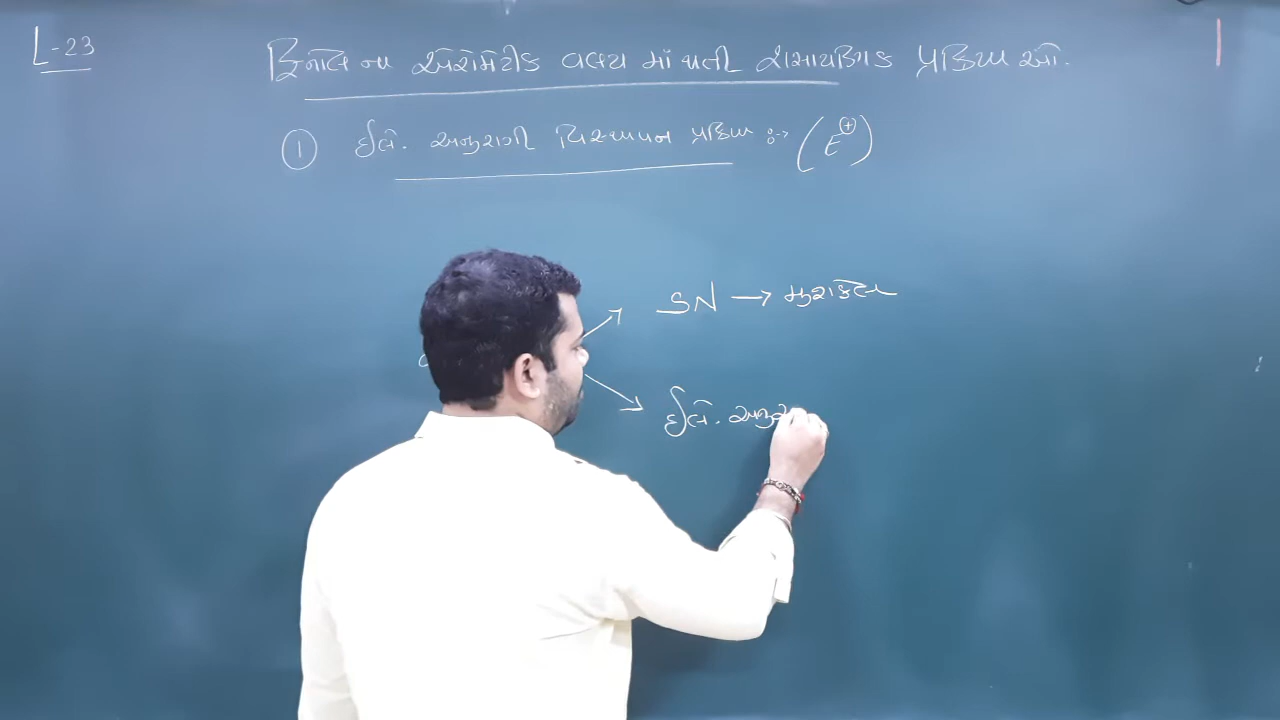 L-23
ફિનોલ ના એરોમેટીક વલય માં થતી રાસાયણિક પ્રક્રિયા ઓ.
① ઈલે. અનુરાગી વિસ્થાપન પ્રક્રિયા :→ (E⊕)
SN → મુશ્કેલ
ઈલે. અનુરા